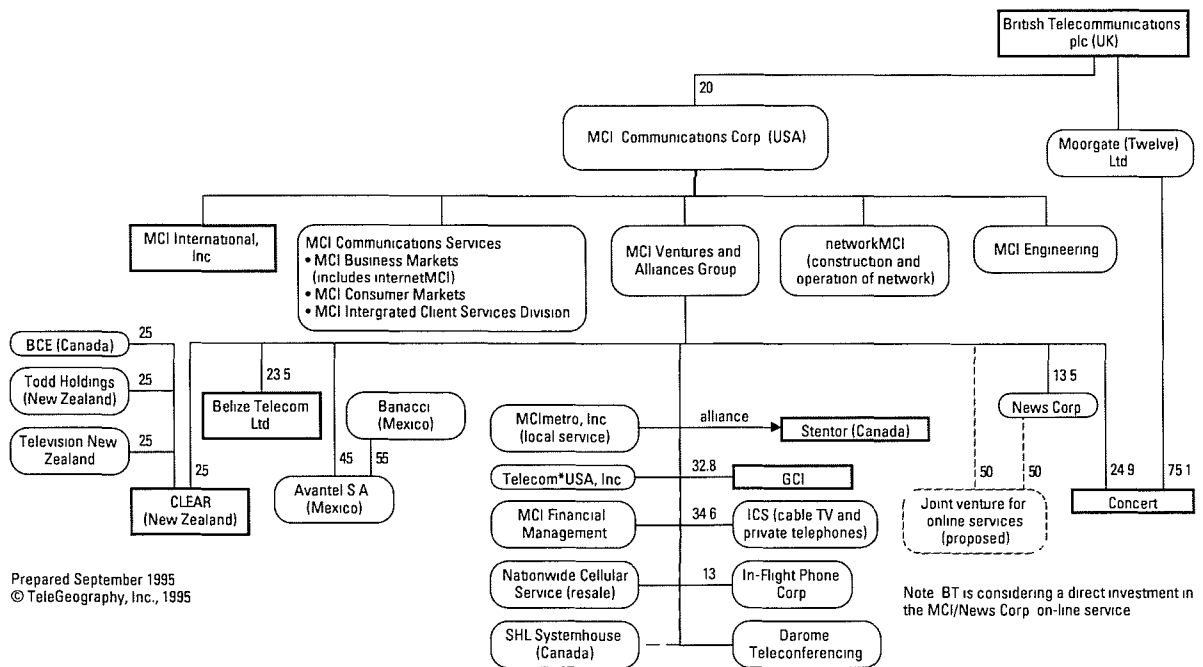 British Telecommunications
plc (UK)
20
MCI Communications Corp (USA)
Moorgate (Twelve)
Ltd
MCI International,
Inc
MCI Communications Services
• MCI Business Markets
(includes internetMCI)
• MCI Consumer Markets
• MCI Intergrated Client Services Division
MCI Ventures and
Alliances Group
networkMCI
(construction and
operation of network)
MCI Engineering
BCE (Canada)
25
Todd Holdings
(New Zealand)
25
Television New
Zealand
25
25
CLEAR
(New Zealand)
23 5
Belize Telecom
Ltd
Banacci
(Mexico)
45
55
Avantel S A
(Mexico)
MCImetro, Inc
(local service)
alliance
Stentor (Canada)
Telecom*USA, Inc
32.8
GCI
MCI Financial
Management
34 6
ICS (cable TV and
private telephones)
Nationwide Cellular
Service (resale)
13
In-Flight Phone
Corp
SHL Systemhouse
(Canada)
Darome
Teleconferencing
13 5
News Corp
50
50
Joint venture for
online services
(proposed)
24 9
75 1
Concert
Prepared September 1995
© TeleGeography, Inc., 1995
Note BT is considering a direct investment in
the MCI/News Corp on-line service